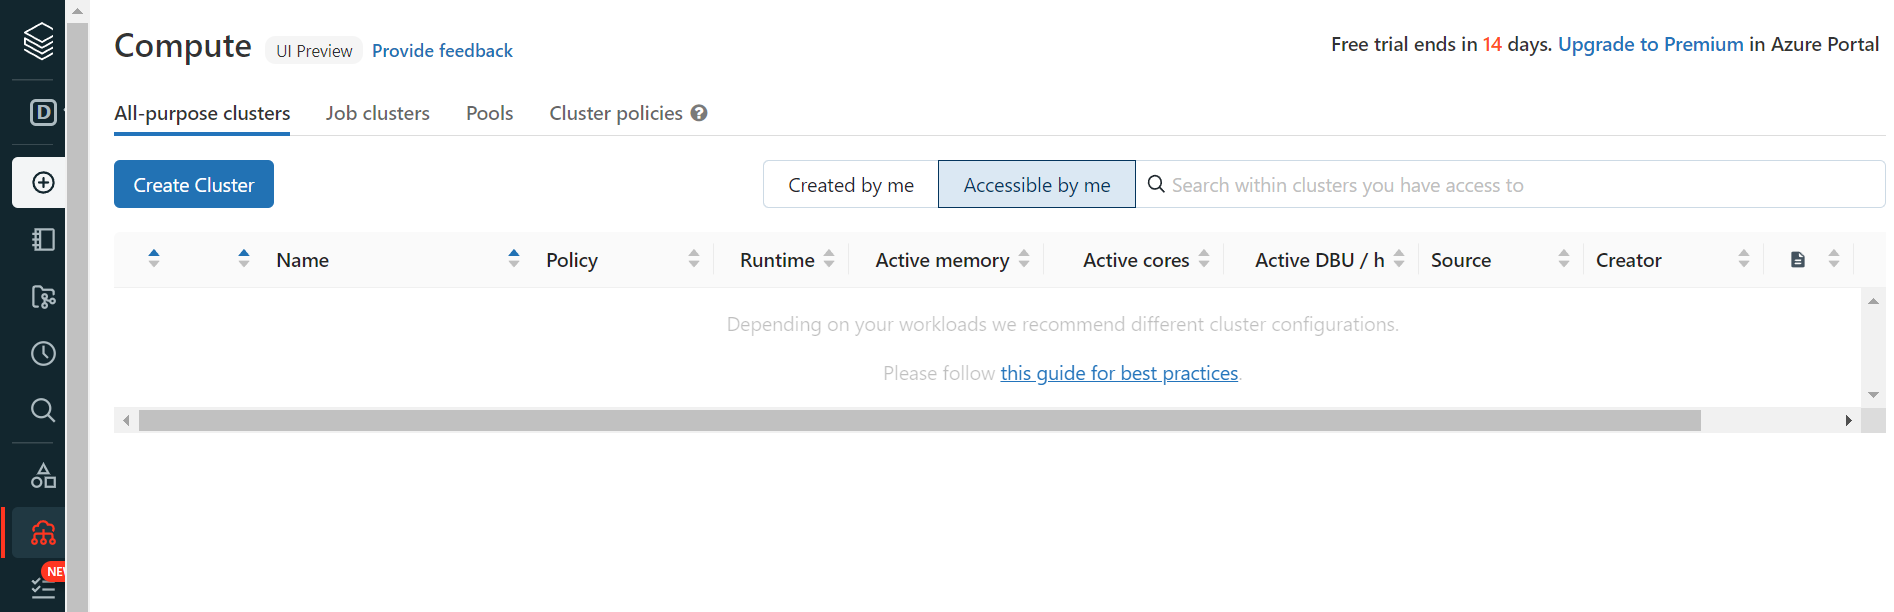 Compute UI Preview Provide feedback
Free trial ends in 14 days. Upgrade to Premium in Azure Portal
D
All-purpose clusters Job clusters Pools Cluster policies ?
Create Cluster Created by me Accessible by me Search within clusters you have access to
Name Policy Runtime Active memory Active cores Active DBU / h Source Creator
Depending on your workloads we recommend different cluster configurations.
Please follow this guide for best practices.